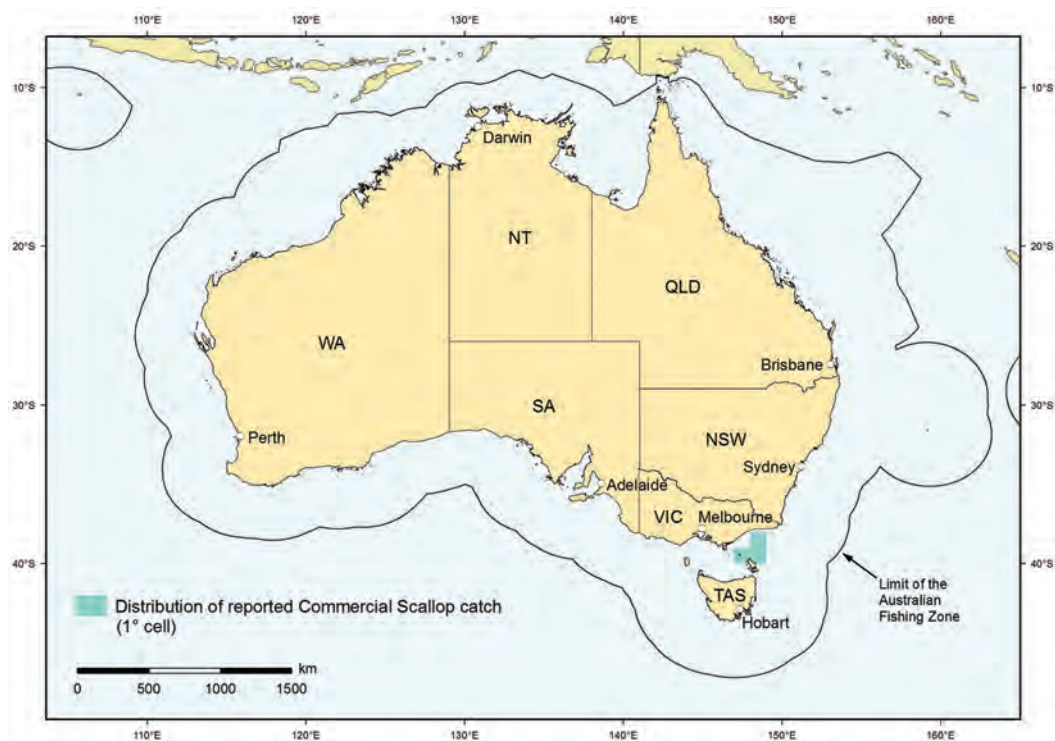 110°E 120°E 130°E 140°E 150°E 160°E
10°S 10°S
Darwin
20°S 20°S
NT
QLD
WA
Brisbane
30°S 30°S
SA
Perth
NSW
Sydney
Adelaide
VIC Melbourne
40°S 40°S
TAS
Hobart
Limit of the
Australian
Fishing Zone
Distribution of reported Commercial Scallop catch
(1° cell)
km
0 500 1000 1500
110°E 120°E 130°E 140°E 150°E 160°E